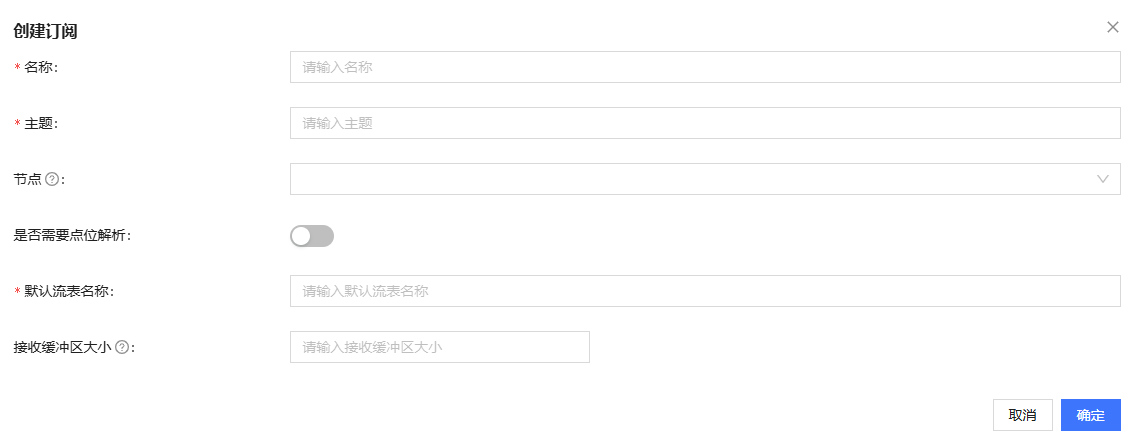 创建订阅
* 名称:
请输入名称
* 主题:
请输入主题
节点 ? :
是否需要点位解析:
* 默认流表名称:
请输入默认流表名称
接收缓冲区大小 ? :
请输入接收缓冲区大小
取消 确定